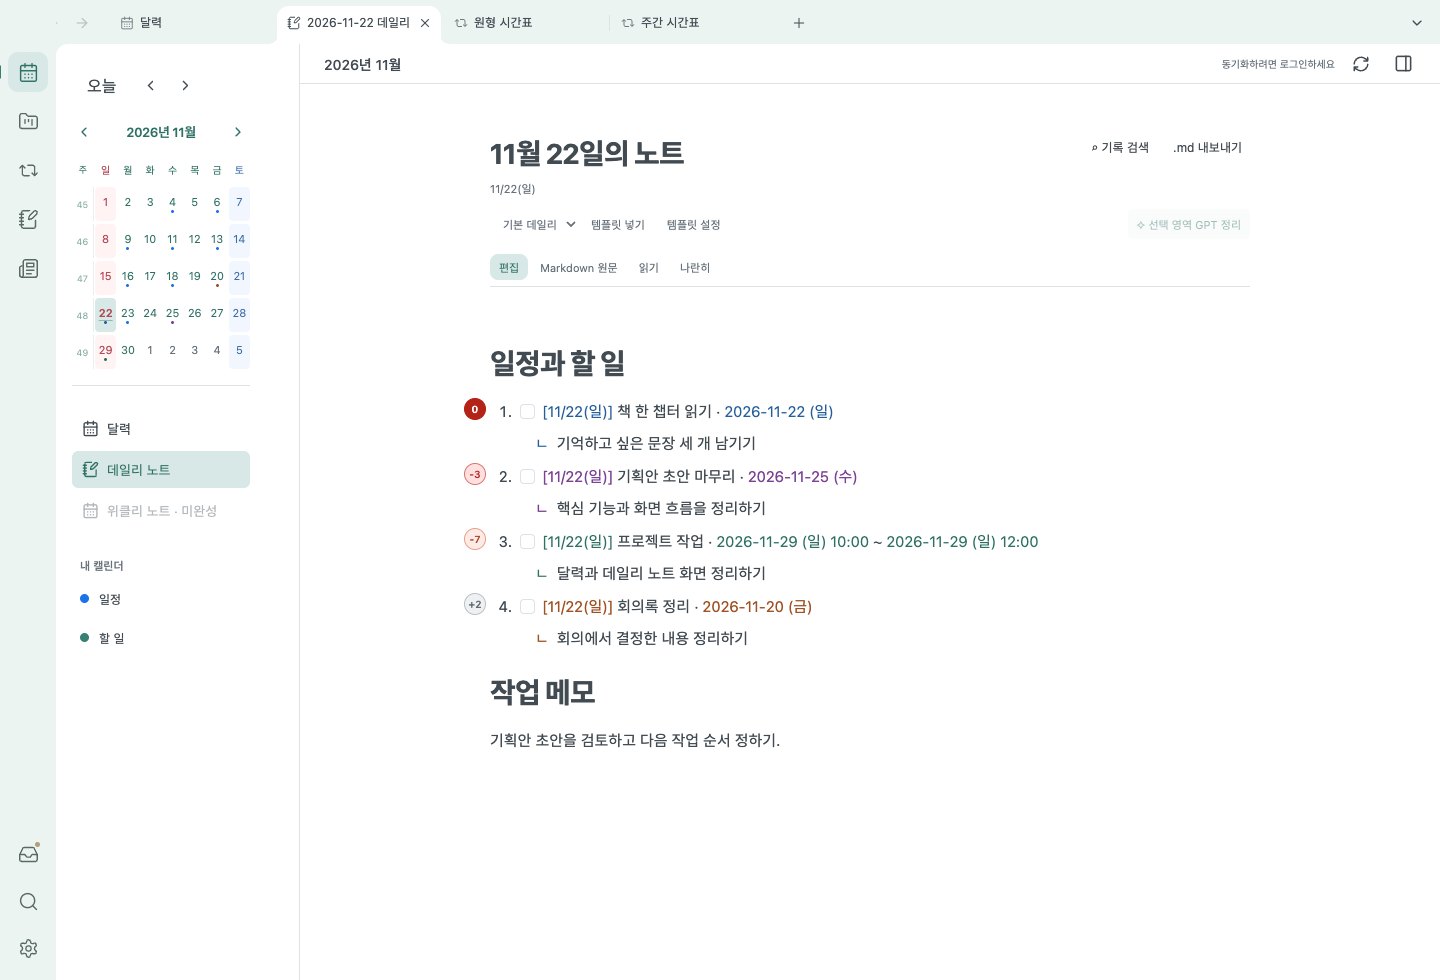 달력
2026-11-22 데일리
원형 시간표
주간 시간표
오늘
2026년 11월
주 일 월 화 수 목 금 토
45 1 2 3 4 5 6 7
46 8 9 10 11 12 13 14
47 15 16 17 18 19 20 21
48 22 23 24 25 26 27 28
49 29 30 1 2 3 4 5
달력
데일리 노트
위클리 노트 · 미완성
내 캘린더
일정
할 일
2026년 11월
동기화하려면 로그인하세요
11월 22일의 노트
기록 검색
.md 내보내기
11/22(일)
기본 데일리
템플릿 넣기
템플릿 설정
선택 영역 GPT 정리
편집
Markdown 원문
읽기
나란히
일정과 할 일
0 1. [11/22(일)] 책 한 챕터 읽기 · 2026-11-22 (일)
ㄴ 기억하고 싶은 문장 세 개 남기기
-3 2. [11/22(일)] 기획안 초안 마무리 · 2026-11-25 (수)
ㄴ 핵심 기능과 화면 흐름을 정리하기
-7 3. [11/22(일)] 프로젝트 작업 · 2026-11-29 (일) 10:00 ~ 2026-11-29 (일) 12:00
ㄴ 달력과 데일리 노트 화면 정리하기
+2 4. [11/22(일)] 회의록 정리 · 2026-11-20 (금)
ㄴ 회의에서 결정한 내용 정리하기
작업 메모
기획안 초안을 검토하고 다음 작업 순서 정하기.